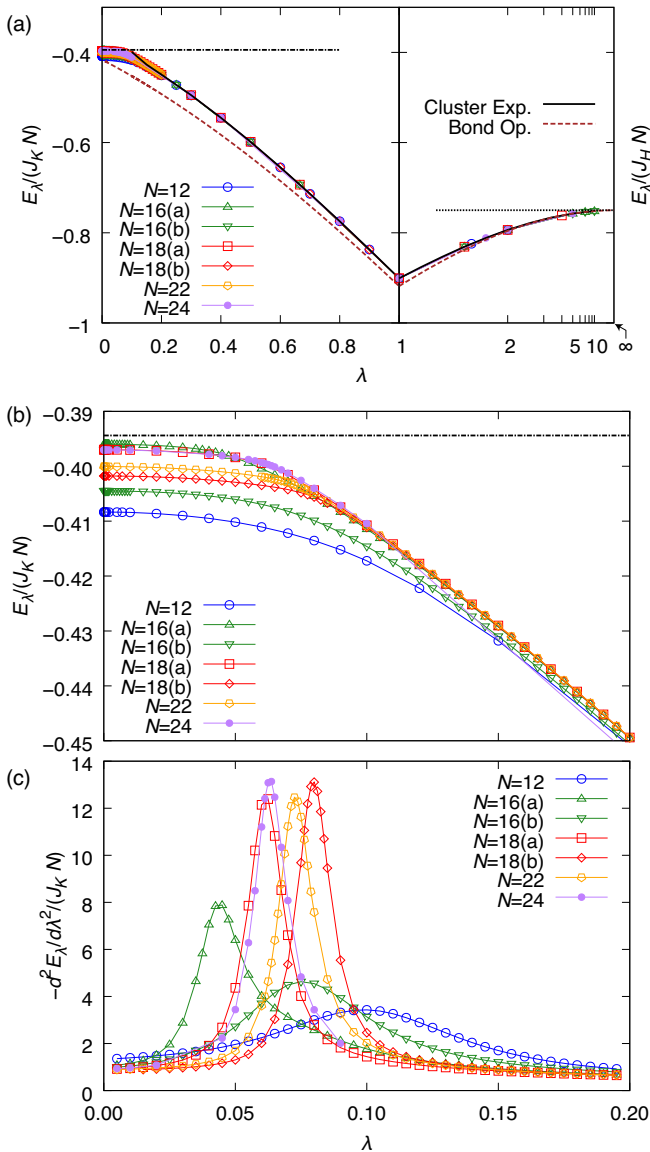 (a)
−0.4
−0.6
−0.8
−1
E_λ/(J_K N)
Cluster Exp.
Bond Op.
E_λ/(J_H N)
N=12
N=16(a)
N=16(b)
N=18(a)
N=18(b)
N=22
N=24
0 0.2 0.4 0.6 0.8 1 2 5 10 ∞
λ
(b)
−0.39
−0.40
−0.41
−0.42
−0.43
−0.44
−0.45
E_λ/(J_K N)
N=12
N=16(a)
N=16(b)
N=18(a)
N=18(b)
N=22
N=24
(c)
14
12
10
8
6
4
2
0
−d²E_λ/dλ²/(J_K N)
N=12
N=16(a)
N=16(b)
N=18(a)
N=18(b)
N=22
N=24
0.00 0.05 0.10 0.15 0.20
λ